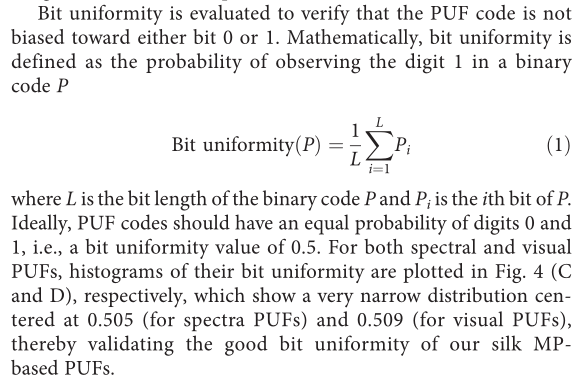 Bit uniformity is evaluated to verify that the PUF code is not
biased toward either bit 0 or 1. Mathematically, bit uniformity is
defined as the probability of observing the digit 1 in a binary
code P
Bit uniformity(P) = 1/L ∑_{i=1}^{L} P_i (1)
where L is the bit length of the binary code P and P_i is the ith bit of P.
Ideally, PUF codes should have an equal probability of digits 0 and
1, i.e., a bit uniformity value of 0.5. For both spectral and visual
PUFs, histograms of their bit uniformity are plotted in Fig. 4 (C
and D), respectively, which show a very narrow distribution cen-
tered at 0.505 (for spectra PUFs) and 0.509 (for visual PUFs),
thereby validating the good bit uniformity of our silk MP-
based PUFs.